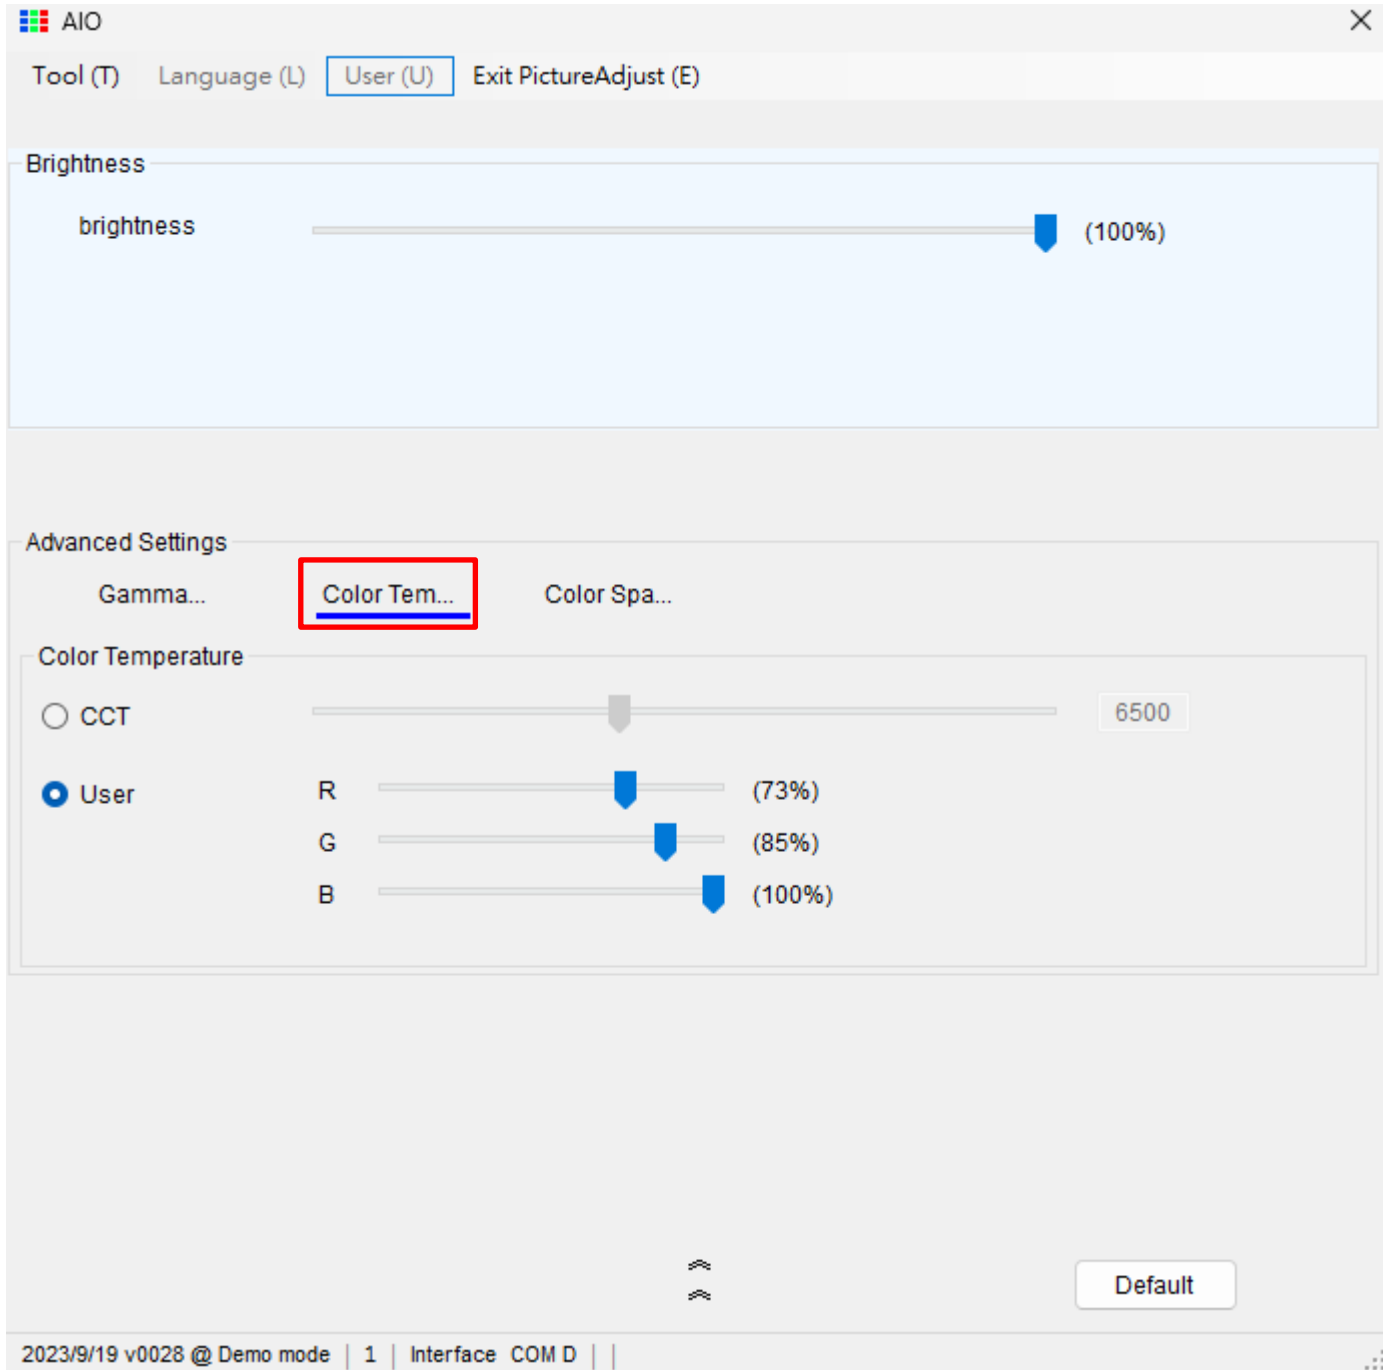 AIO
Tool (T) Language (L) User (U) Exit PictureAdjust (E)
Brightness
brightness (100%)
Advanced Settings
Gamma... Color Tem... Color Spa...
Color Temperature
CCT 6500
User R (73%)
G (85%)
B (100%)
Default
2023/9/19 v0028 @ Demo mode | 1 | Interface COM D | |